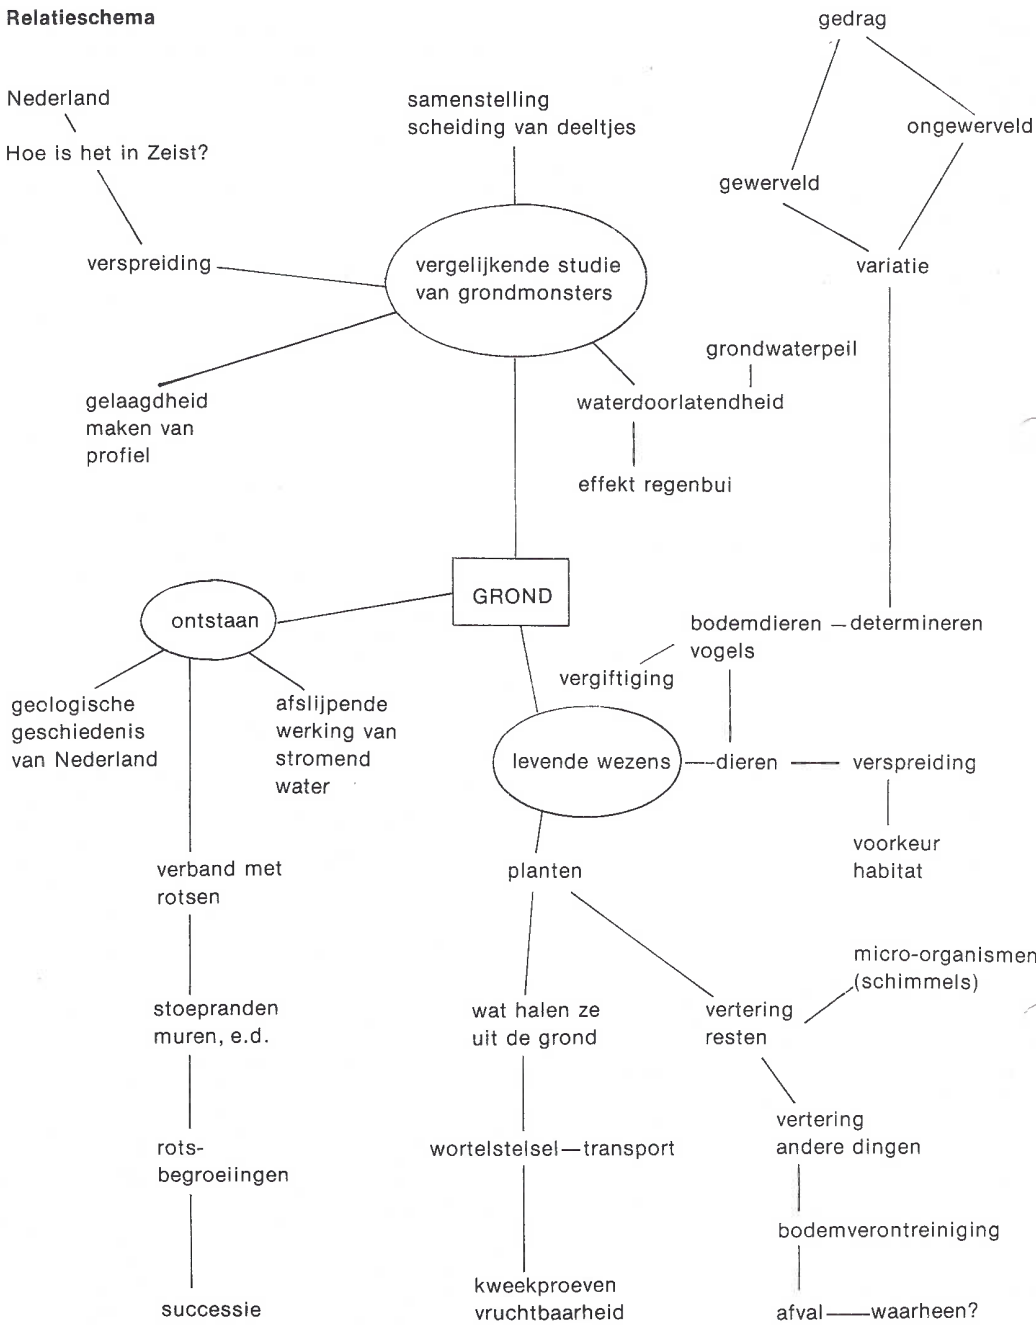 Relatieschema
gedrag
Nederland
samenstelling
scheiding van deeltjes
ongewerveld
Hoe is het in Zeist?
gewerveld
verspreiding
vergelijkende studie
van grondmonsters
variatie
grondwaterpeil
gelaagdheid
maken van
profiel
waterdoorlatendheid
effekt regenbui
GROND
ontstaan
bodemdieren
vogels
determineren
vergiftiging
geologische
geschiedenis
van Nederland
afslijpende
werking van
stromend
water
levende wezens
dieren
verspreiding
voorkeur
habitat
verband met
rotsen
planten
micro-organismen
(schimmels)
stoepranden
muren, e.d.
wat halen ze
uit de grond
vertering
resten
vertering
andere dingen
rots-
begroeiingen
wortelstelsel—transport
bodemverontreiniging
kweekproeven
vruchtbaarheid
successie
afval——waarheen?